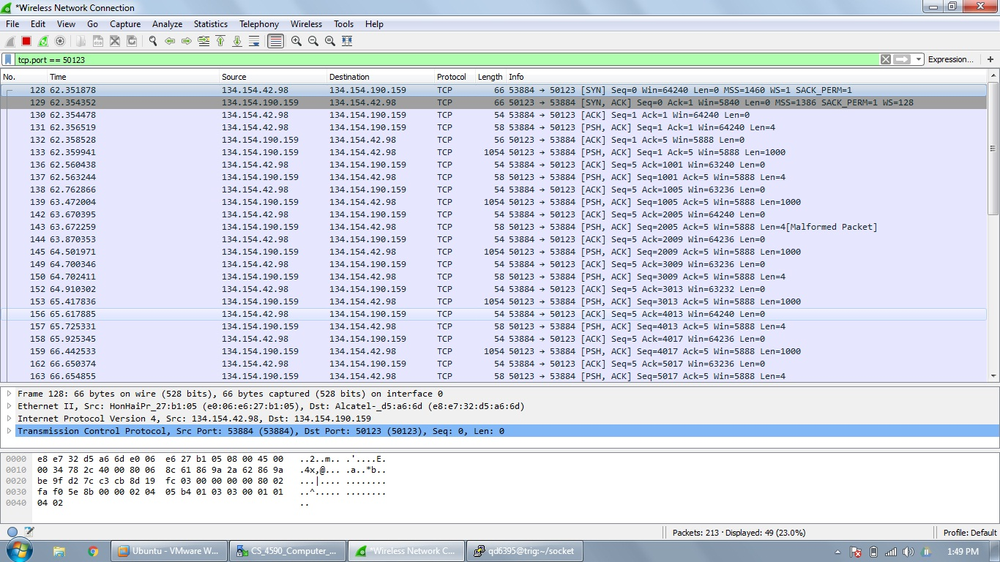 *Wireless Network Connection
File Edit View Go Capture Analyze Statistics Telephony Wireless Tools Help
tcp.port == 50123 Expression... +
No. Time Source Destination Protocol Length Info
128 62.351878 134.154.42.98 134.154.190.159 TCP 66 53884 → 50123 [SYN] Seq=0 Win=64240 Len=0 MSS=1460 WS=1 SACK_PERM=1
129 62.354352 134.154.190.159 134.154.42.98 TCP 66 50123 → 53884 [SYN, ACK] Seq=0 Ack=1 Win=5840 Len=0 MSS=1386 SACK_PERM=1 WS=128
130 62.354478 134.154.42.98 134.154.190.159 TCP 54 53884 → 50123 [ACK] Seq=1 Ack=1 Win=64240 Len=0
131 62.356519 134.154.42.98 134.154.190.159 TCP 58 53884 → 50123 [PSH, ACK] Seq=1 Ack=1 Win=64240 Len=4
132 62.358528 134.154.190.159 134.154.42.98 TCP 56 50123 → 53884 [ACK] Seq=1 Ack=5 Win=5888 Len=0
133 62.359941 134.154.190.159 134.154.42.98 TCP 1054 50123 → 53884 [PSH, ACK] Seq=1 Ack=5 Win=5888 Len=1000
136 62.560438 134.154.42.98 134.154.190.159 TCP 54 53884 → 50123 [ACK] Seq=5 Ack=1001 Win=63240 Len=0
137 62.563244 134.154.190.159 134.154.42.98 TCP 58 50123 → 53884 [PSH, ACK] Seq=1001 Ack=5 Win=5888 Len=4
138 62.762866 134.154.42.98 134.154.190.159 TCP 54 53884 → 50123 [ACK] Seq=5 Ack=1005 Win=63236 Len=0
139 63.472004 134.154.190.159 134.154.42.98 TCP 1054 50123 → 53884 [PSH, ACK] Seq=1005 Ack=5 Win=5888 Len=1000
142 63.670395 134.154.42.98 134.154.190.159 TCP 54 53884 → 50123 [ACK] Seq=5 Ack=2005 Win=64240 Len=0
143 63.672259 134.154.190.159 134.154.42.98 TCP 58 50123 → 53884 [PSH, ACK] Seq=2005 Ack=5 Win=5888 Len=4[Malformed Packet]
144 63.870353 134.154.42.98 134.154.190.159 TCP 54 53884 → 50123 [ACK] Seq=5 Ack=2009 Win=64236 Len=0
145 64.501971 134.154.190.159 134.154.42.98 TCP 1054 50123 → 53884 [PSH, ACK] Seq=2009 Ack=5 Win=5888 Len=1000
149 64.700346 134.154.42.98 134.154.190.159 TCP 54 53884 → 50123 [ACK] Seq=5 Ack=3009 Win=63236 Len=0
150 64.702411 134.154.190.159 134.154.42.98 TCP 58 50123 → 53884 [PSH, ACK] Seq=3009 Ack=5 Win=5888 Len=4
152 64.910302 134.154.42.98 134.154.190.159 TCP 54 53884 → 50123 [ACK] Seq=5 Ack=3013 Win=63232 Len=0
153 65.417836 134.154.190.159 134.154.42.98 TCP 1054 50123 → 53884 [PSH, ACK] Seq=3013 Ack=5 Win=5888 Len=1000
156 65.617885 134.154.42.98 134.154.190.159 TCP 54 53884 → 50123 [ACK] Seq=5 Ack=4013 Win=64240 Len=0
157 65.725331 134.154.190.159 134.154.42.98 TCP 58 50123 → 53884 [PSH, ACK] Seq=4013 Ack=5 Win=5888 Len=4
158 65.925345 134.154.42.98 134.154.190.159 TCP 54 53884 → 50123 [ACK] Seq=5 Ack=4017 Win=64236 Len=0
159 66.442533 134.154.190.159 134.154.42.98 TCP 1054 50123 → 53884 [PSH, ACK] Seq=4017 Ack=5 Win=5888 Len=1000
162 66.650374 134.154.42.98 134.154.190.159 TCP 54 53884 → 50123 [ACK] Seq=5 Ack=5017 Win=63236 Len=0
163 66.654855 134.154.190.159 134.154.42.98 TCP 58 50123 → 53884 [PSH, ACK] Seq=5017 Ack=5 Win=5888 Len=4
Frame 128: 66 bytes on wire (528 bits), 66 bytes captured (528 bits) on interface 0
Ethernet II, Src: HonHaiPr_27:b1:05 (e0:06:e6:27:b1:05), Dst: Alcatel-_d5:a6:6d (e8:e7:32:d5:a6:6d)
Internet Protocol Version 4, Src: 134.154.42.98, Dst: 134.154.190.159
Transmission Control Protocol, Src Port: 53884 (53884), Dst Port: 50123 (50123), Seq: 0, Len: 0
0000 e8 e7 32 d5 a6 6d e0 06 e6 27 b1 05 08 00 45 00 ..2..m.. .'....E.
0010 00 34 78 2c 40 00 80 06 8c 61 86 9a 2a 62 86 9a .4x,@... .a..*b..
0020 be 9f d2 7c c3 cb 8d 19 fc 03 00 00 00 00 80 02 ...|.... ........
0030 fa f0 5e 8b 00 00 02 04 05 b4 01 03 03 00 01 01 ..^..... ........
0040 04 02 ..
Packets: 213 · Displayed: 49 (23.0%) Profile: Default
Ubuntu - VMware W... CS_4590_Computer_... *Wireless Network C... qd6395@trig:~/socket 1:49 PM